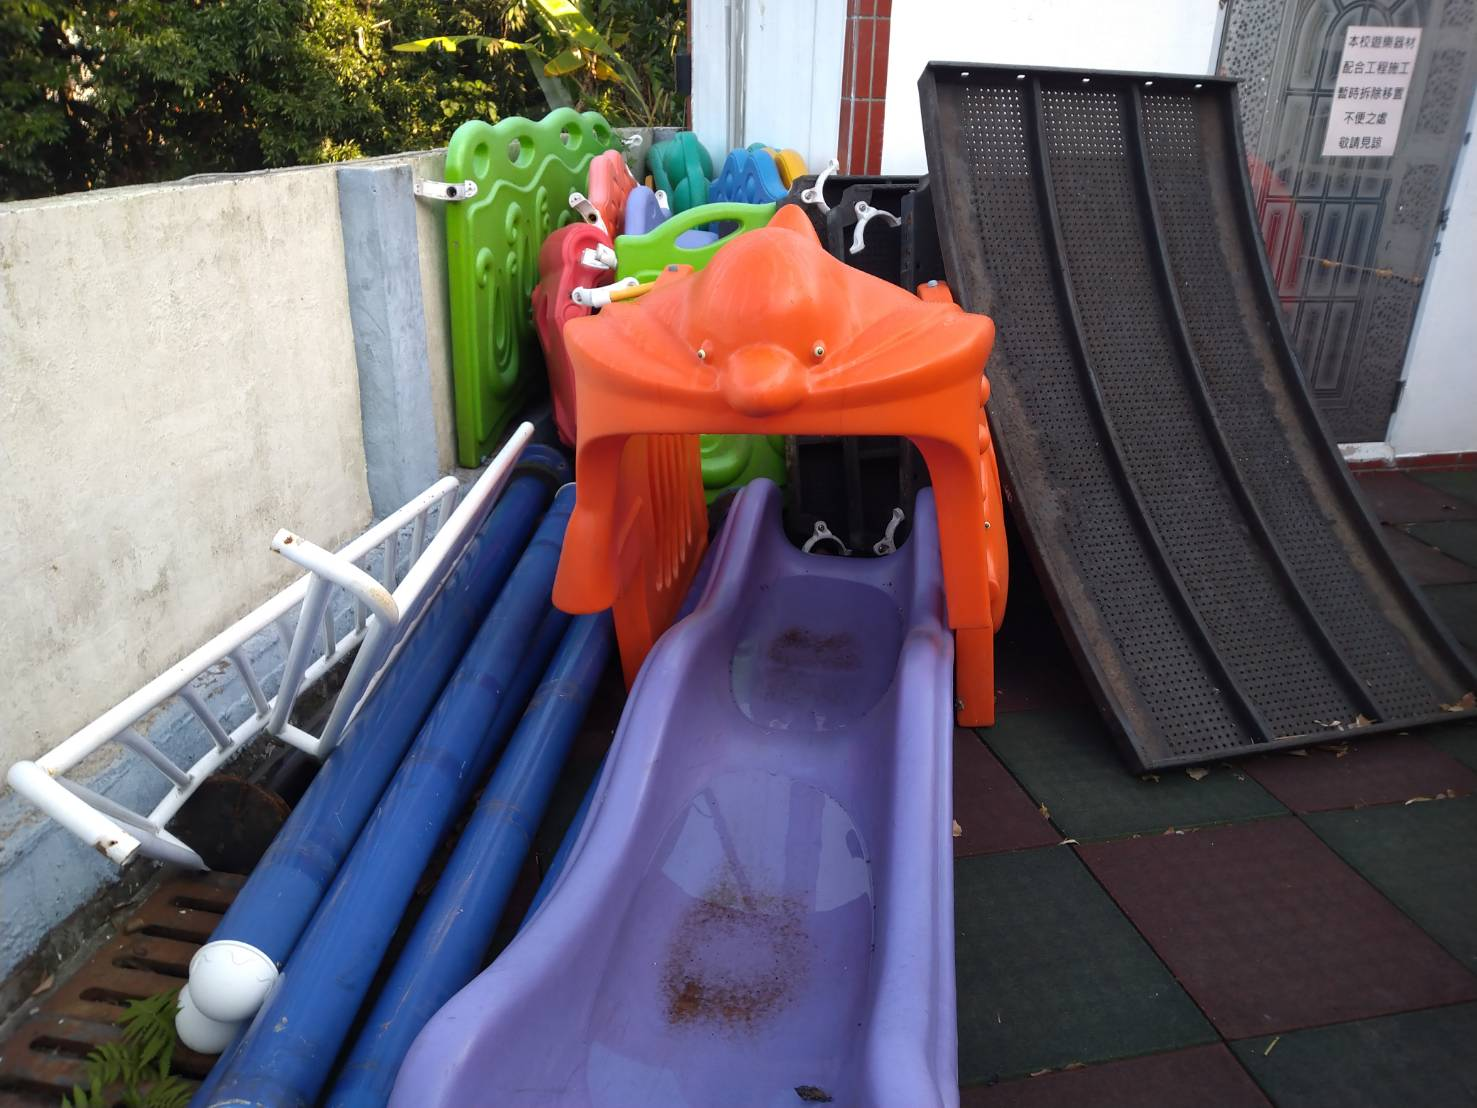 本校遊樂器材
配合工程施工
暫時拆除移置
不便之處
敬請見諒